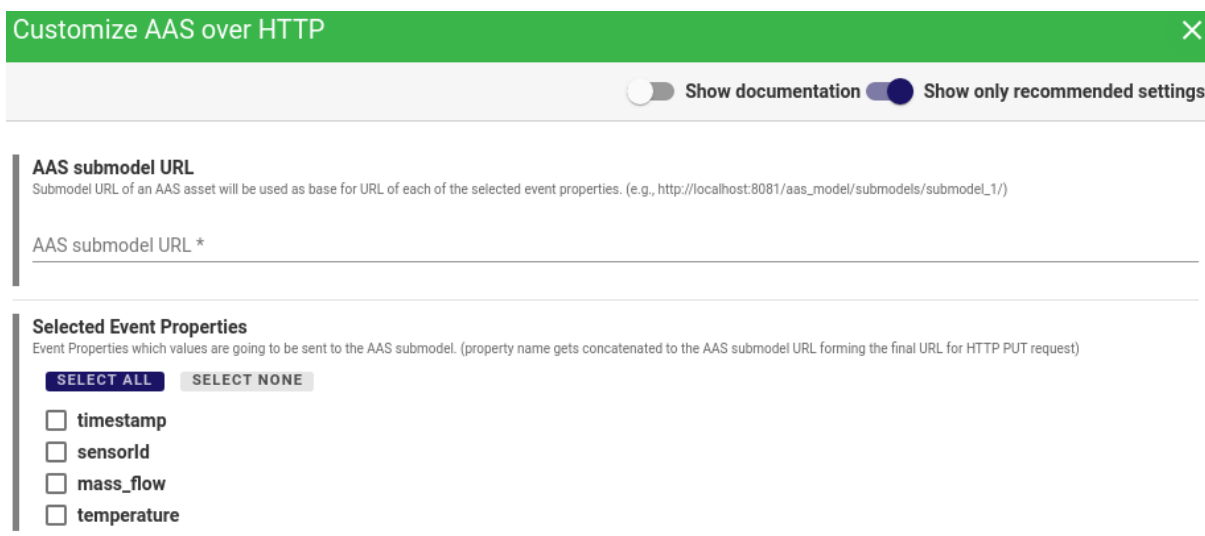 Customize AAS over HTTP
Show documentation Show only recommended settings
AAS submodel URL
Submodel URL of an AAS asset will be used as base for URL of each of the selected event properties. (e.g., http://localhost:8081/aas_model/submodels/submodel_1/)
AAS submodel URL *
Selected Event Properties
Event Properties which values are going to be sent to the AAS submodel. (property name gets concatenated to the AAS submodel URL forming the final URL for HTTP PUT request)
SELECT ALL SELECT NONE
timestamp
sensorId
mass_flow
temperature